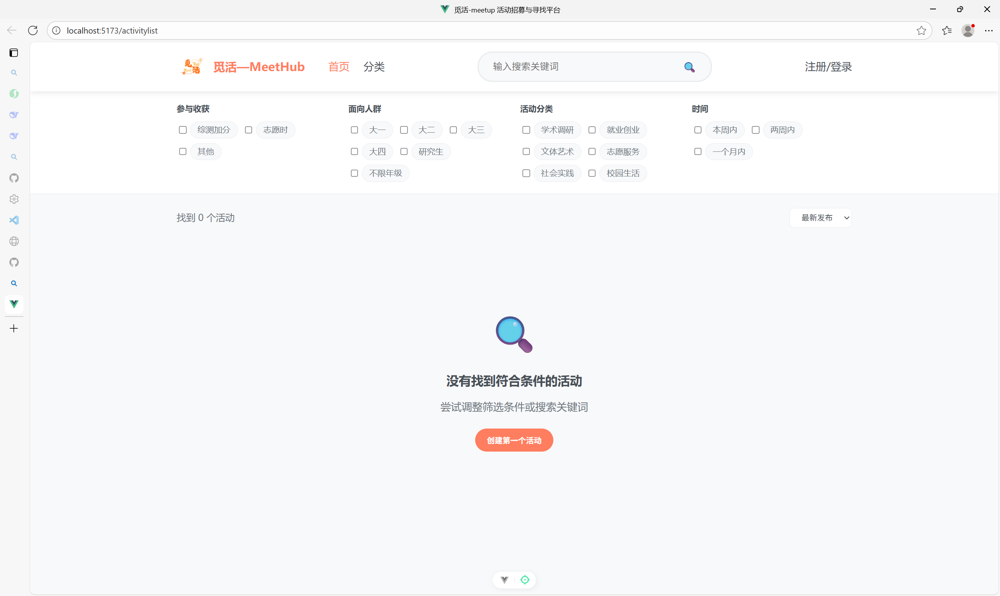 觅活-meetup 活动招募与寻找平台
localhost:5173/activitylist
见活 Hub Meet
觅活—MeetHub 首页 分类 输入搜索关键词 注册/登录
参与收获 面向人群 活动分类 时间
综测加分 志愿时 大一 大二 大三 学术调研 就业创业 本周内 两周内
其他 大四 研究生 文体艺术 志愿服务 一个月内
不限年级 社会实践 校园生活
找到 0 个活动 最新发布
没有找到符合条件的活动
尝试调整筛选条件或搜索关键词
创建第一个活动